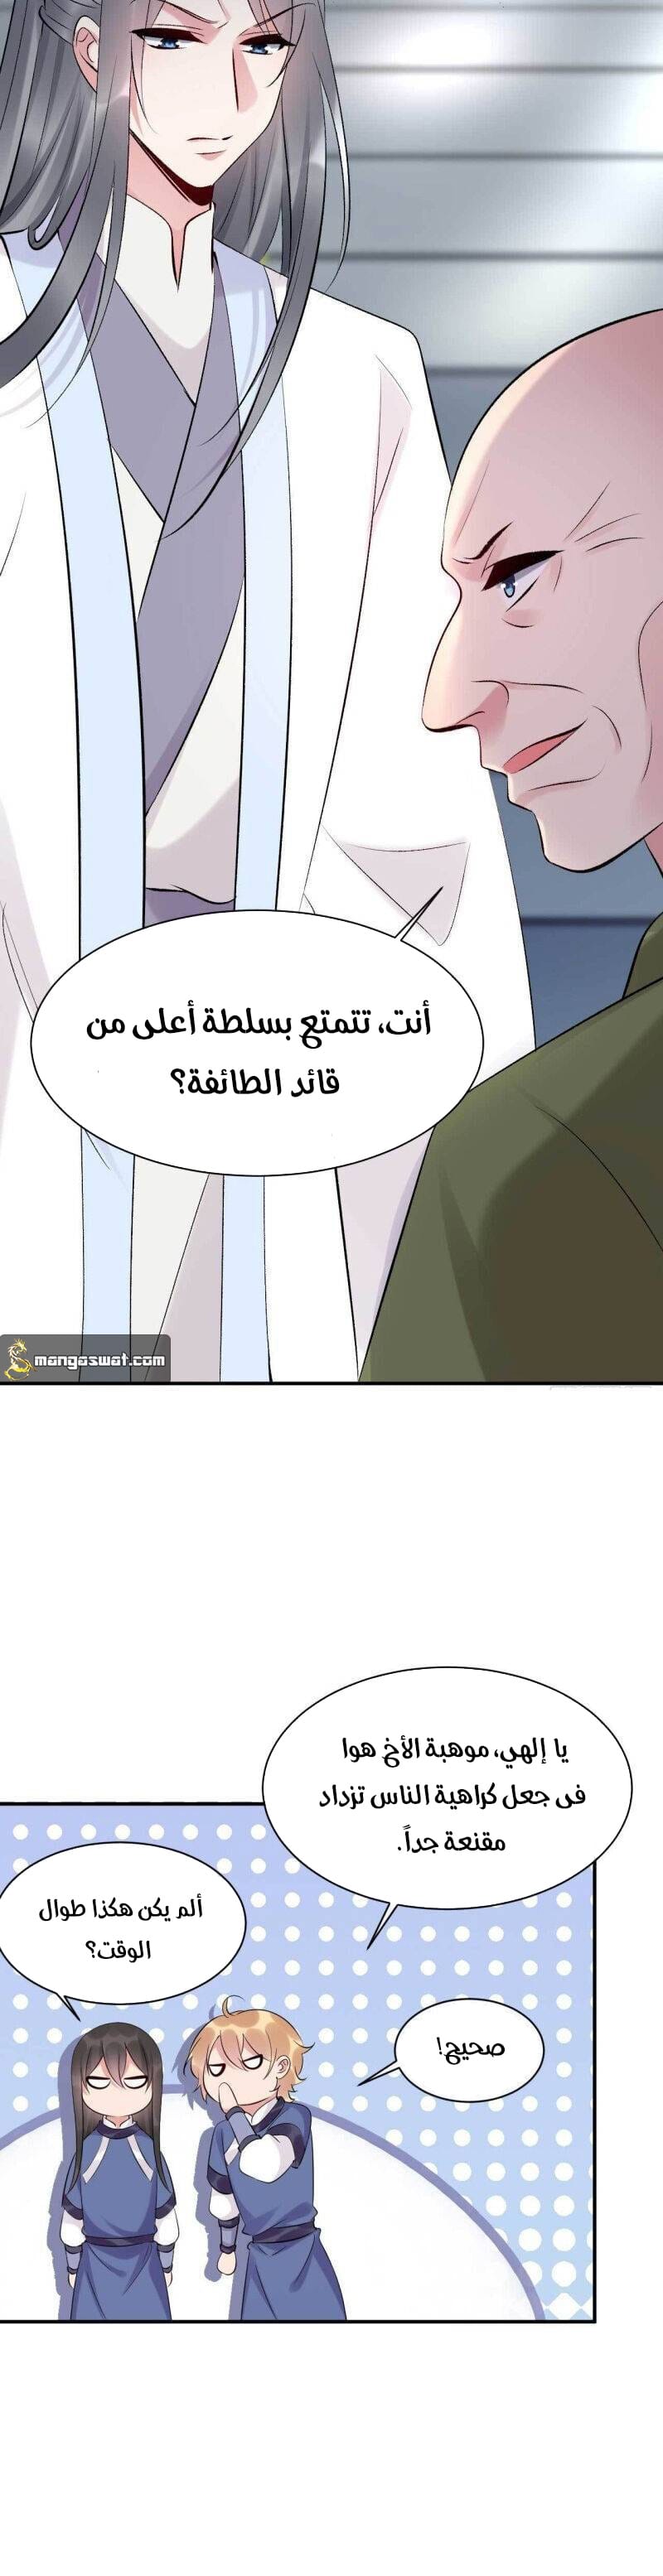 أنت، تتمتع بسلطة أعلى من
قائد الطائفة؟
mangaswat.com
يا إلهي، موهبة الأخ هوا
فى جعل كراهية الناس تزداد
مقنعة جداً.
ألم يكن هكذا طوال
الوقت؟
صحيح!